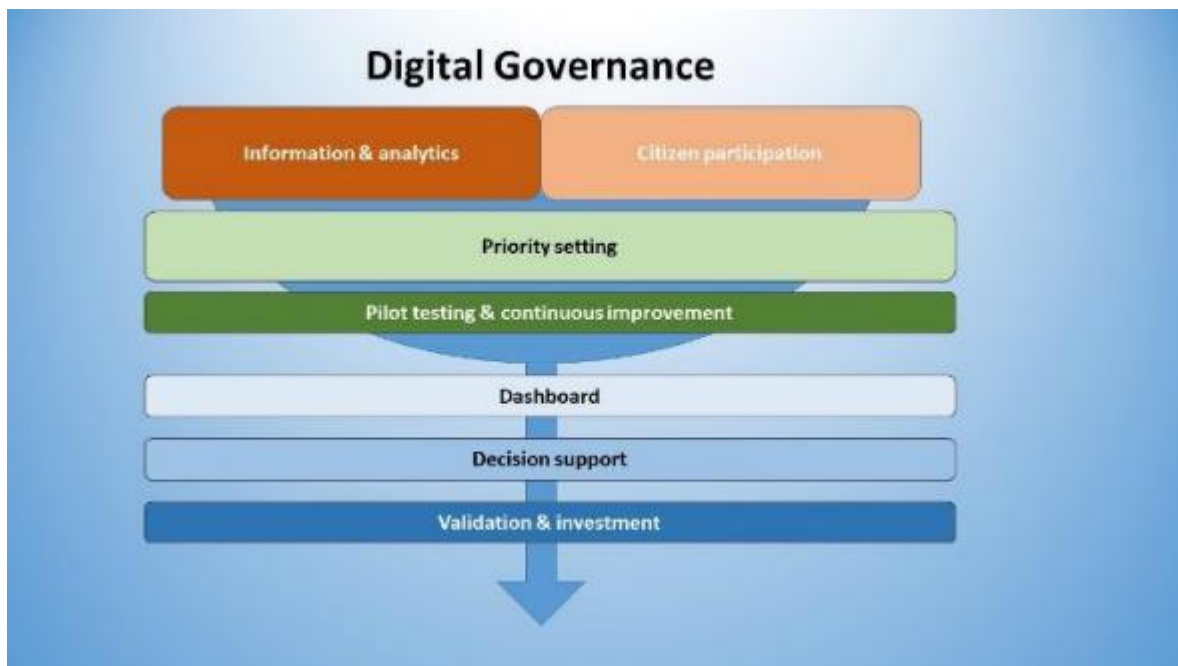 Digital Governance
Information & analytics
Citizen participation
Priority setting
Pilot testing & continuous improvement
Dashboard
Decision support
Validation & investment